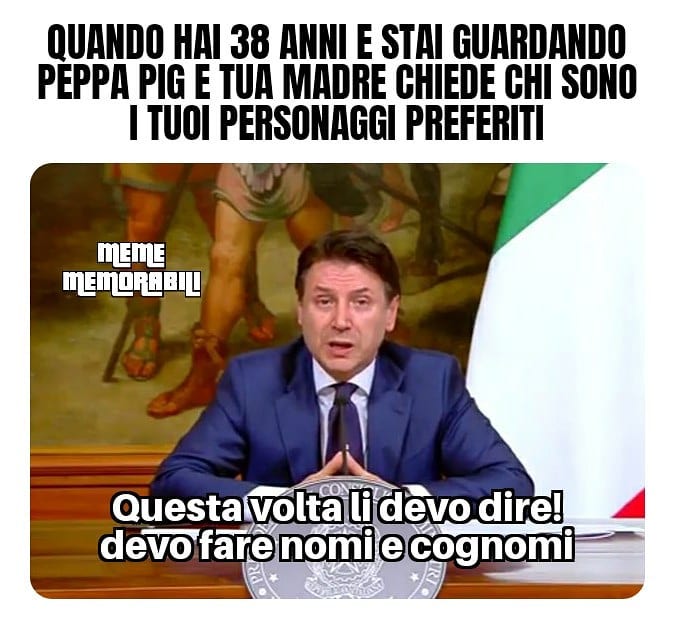 QUANDO HAI 38 ANNI E STAI GUARDANDO
PEPPA PIG E TUA MADRE CHIEDE CHI SONO
I TUOI PERSONAGGI PREFERITI
MEME
MEMORABILI
Questa volta li devo dire!
devo fare nomi e cognomi